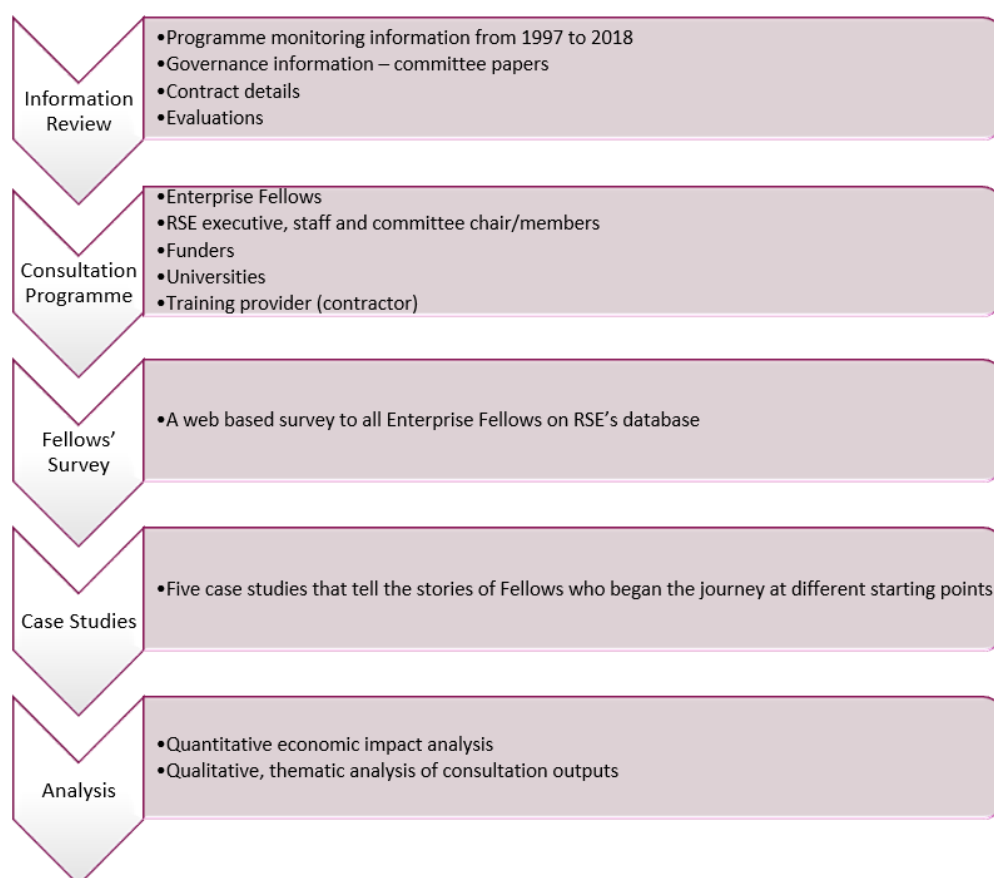 Information
Review
•Programme monitoring information from 1997 to 2018
•Governance information – committee papers
•Contract details
•Evaluations
Consultation
Programme
•Enterprise Fellows
•RSE executive, staff and committee chair/members
•Funders
•Universities
•Training provider (contractor)
Fellows’
Survey
•A web based survey to all Enterprise Fellows on RSE’s database
Case Studies
•Five case studies that tell the stories of Fellows who began the journey at different starting points
Analysis
•Quantitative economic impact analysis
•Qualitative, thematic analysis of consultation outputs